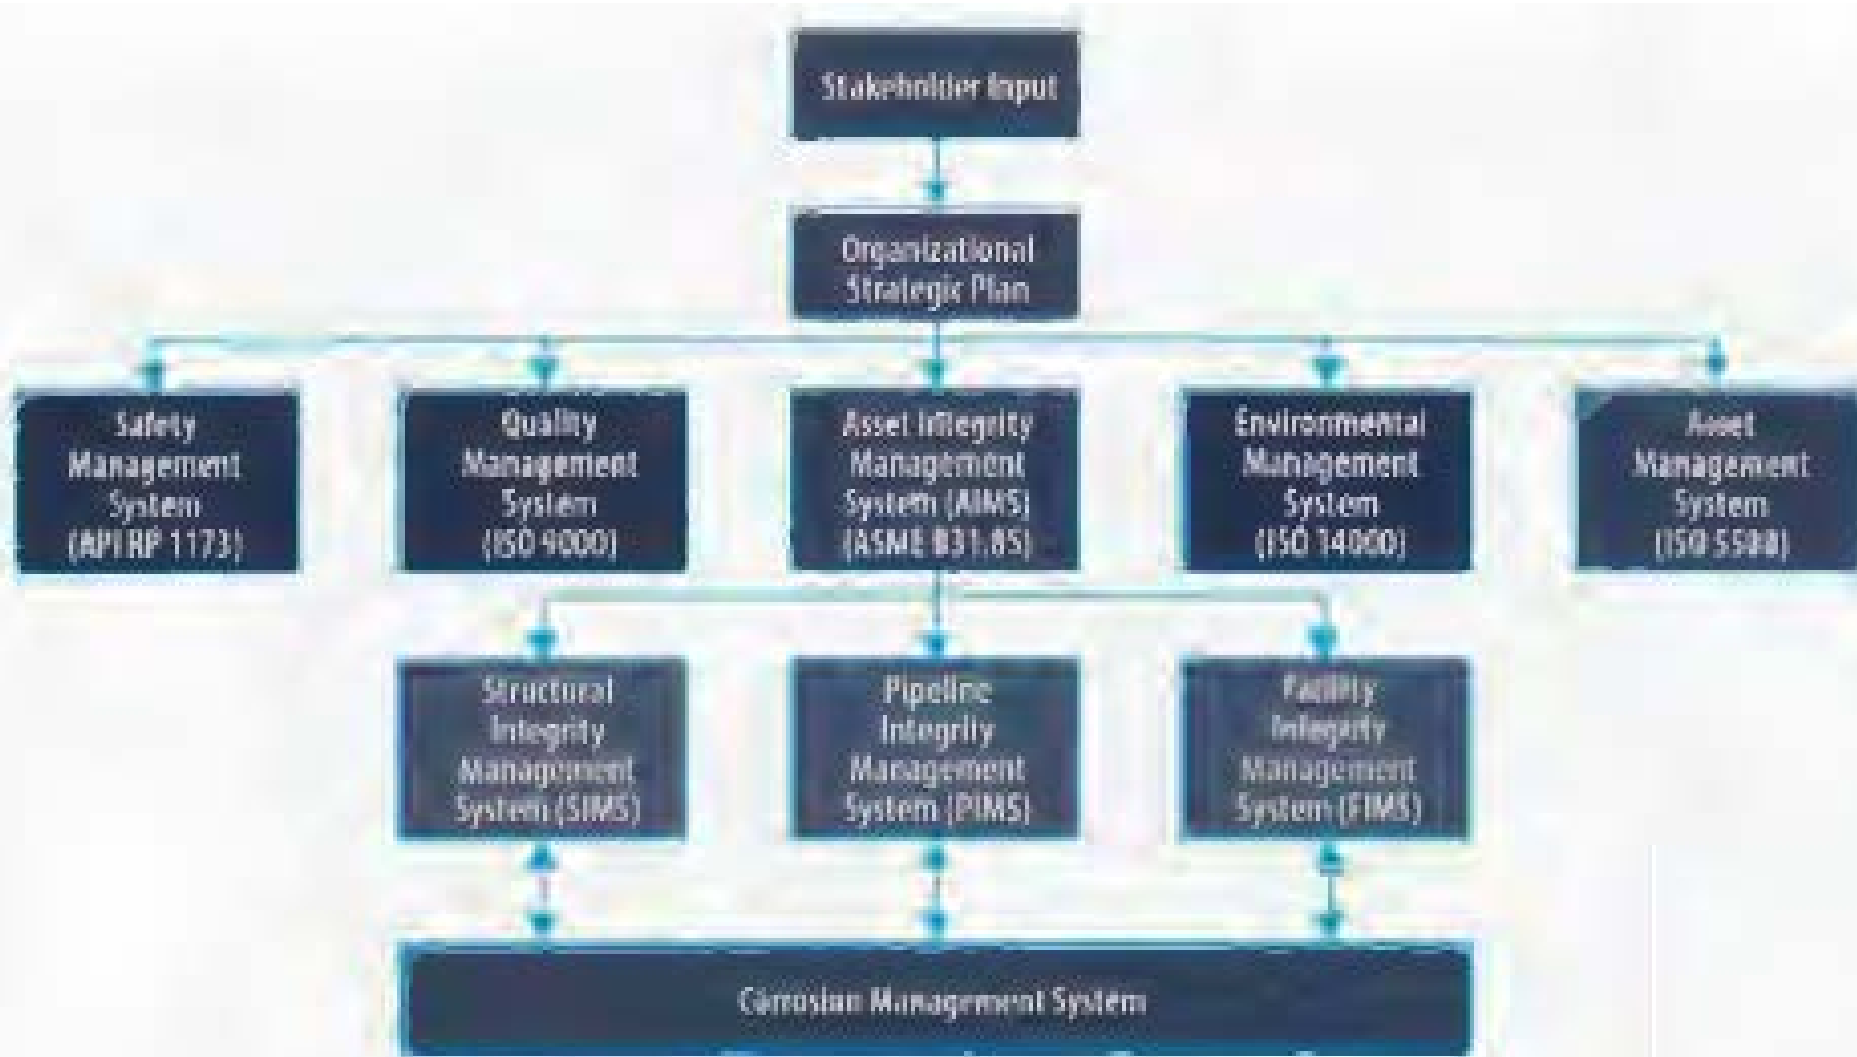 Stakeholder Input
Organizational
Strategic Plan
Safety
Management
System
(API RP 1173)
Quality
Management
System
(ISO 9000)
Asset Integrity
Management
System (AIMS)
(ASME B31.8S)
Environmental
Management
System
(ISO 14000)
Asset
Management
System
(ISO
Structural
Integrity
Management
System (SIMS)
Pipeline
Integrity
Management
System (PIMS)
Facility
Integrity
Management
System (FIMS)
Corrosion Management System